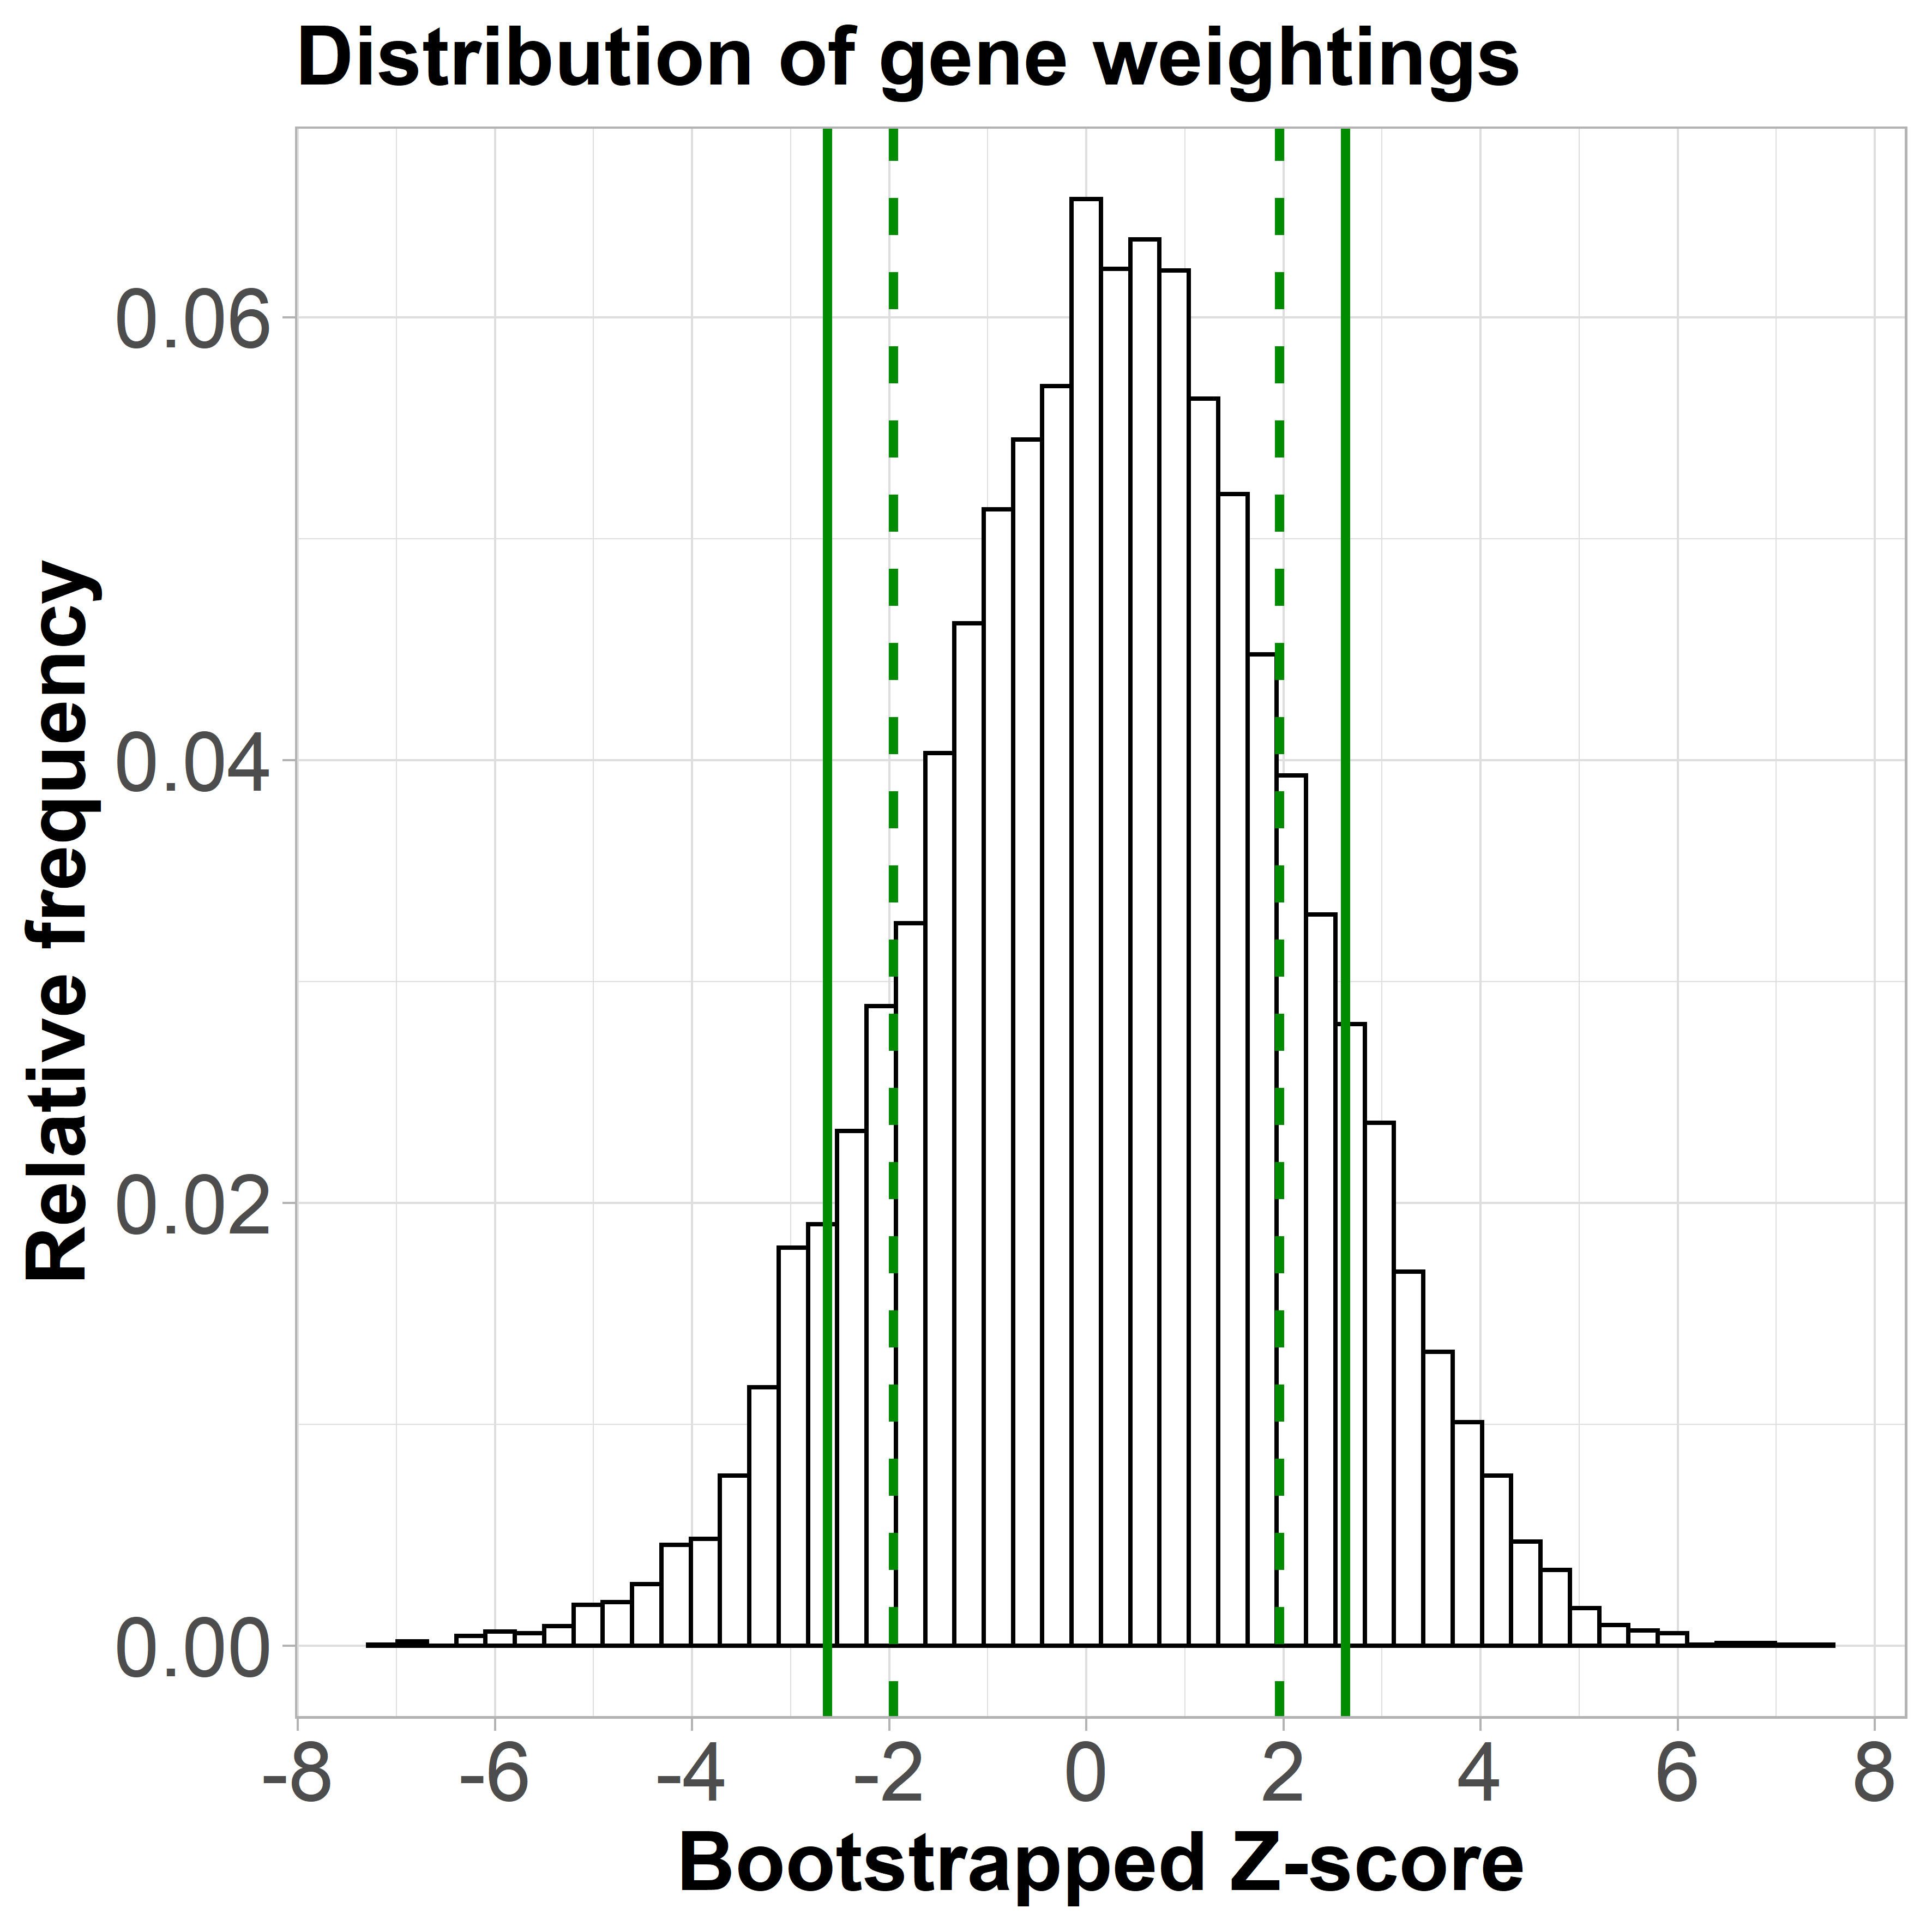 Distribution of gene weightings
Relative frequency
0.06
0.04
0.02
0.00
-8 -6 -4 -2 0 2 4 6 8
Bootstrapped Z-score